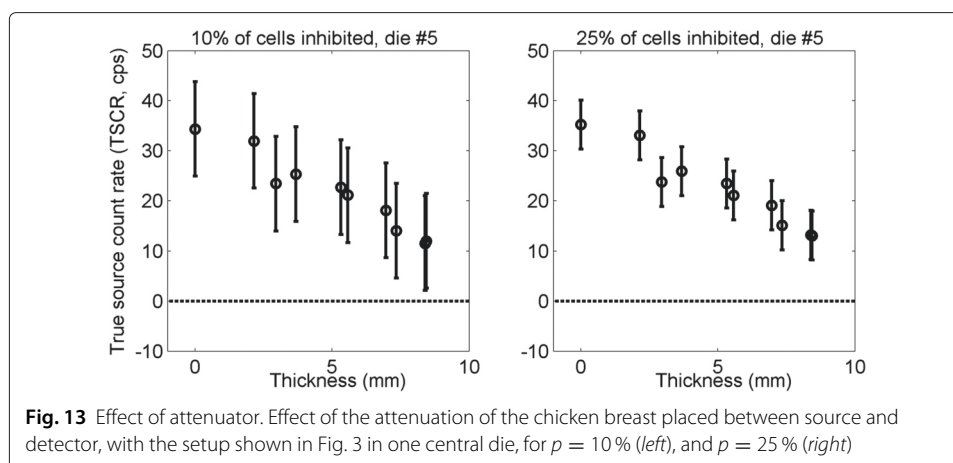 10% of cells inhibited, die #5
25% of cells inhibited, die #5
True source count rate (TSCR, cps)
50
40
30
20
10
0
-10
0
5
10
Thickness (mm)
50
40
30
20
10
0
-10
0
5
10
Thickness (mm)
Fig. 13 Effect of attenuator. Effect of the attenuation of the chicken breast placed between source and
detector, with the setup shown in Fig. 3 in one central die, for p = 10 % (left), and p = 25 % (right)